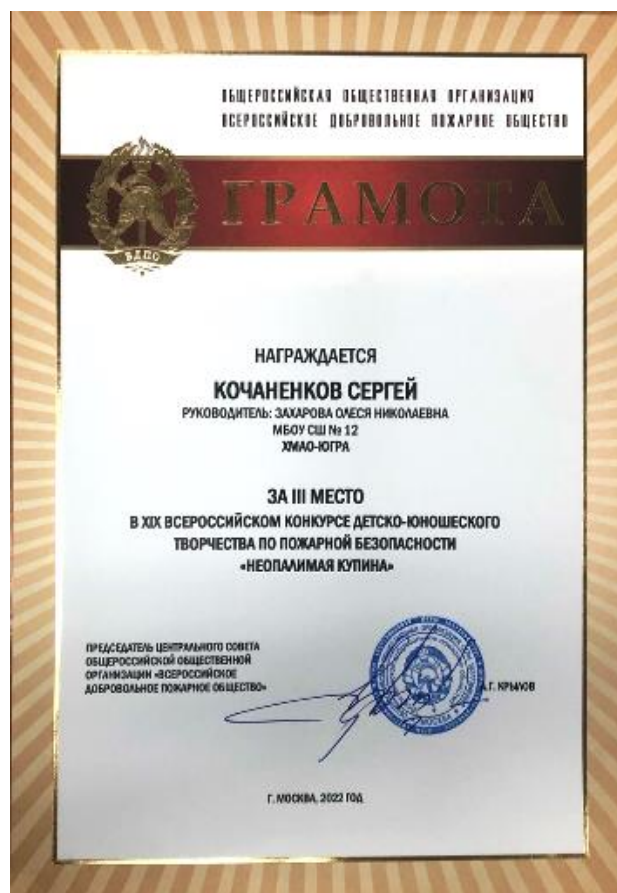 ОБЩЕРОССИЙСКАЯ ОБЩЕСТВЕННАЯ ОРГАНИЗАЦИЯ
ВСЕРОССИЙСКОЕ ДОБРОВОЛЬНОЕ ПОЖАРНОЕ ОБЩЕСТВО
ГРАМОТА
ВДПО
НАГРАЖДАЕТСЯ
КОЧАНЕНКОВ СЕРГЕЙ
РУКОВОДИТЕЛЬ: ЗАХАРОВА ОЛЕСЯ НИКОЛАЕВНА
МБОУ СШ № 12
ХМАО-ЮГРА
ЗА III МЕСТО
В XIX ВСЕРОССИЙСКОМ КОНКУРСЕ ДЕТСКО-ЮНОШЕСКОГО
ТВОРЧЕСТВА ПО ПОЖАРНОЙ БЕЗОПАСНОСТИ
«НЕОПАЛИМАЯ КУПИНА»
ПРЕДСЕДАТЕЛЬ ЦЕНТРАЛЬНОГО СОВЕТА
ОБЩЕРОССИЙСКОЙ ОБЩЕСТВЕННОЙ
ОРГАНИЗАЦИИ «ВСЕРОССИЙСКОЕ
ДОБРОВОЛЬНОЕ ПОЖАРНОЕ ОБЩЕСТВО»
А.Г. КРЫЛОВ
МОСКВА
Г. МОСКВА, 2022 ГОД